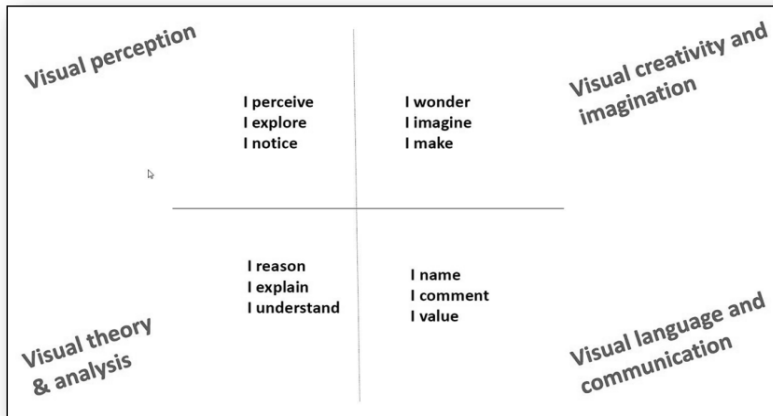 Visual perception
I perceive
I explore
I notice
Visual creativity and
imagination
I wonder
I imagine
I make
Visual theory
& analysis
I reason
I explain
I understand
Visual language and
communication
I name
I comment
I value